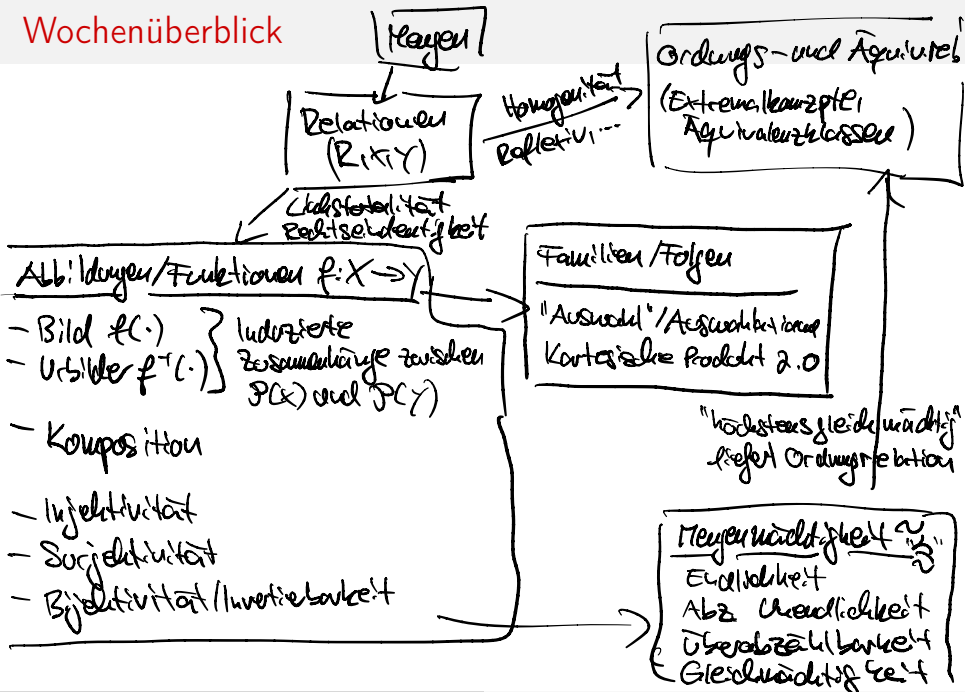 Wochenüberblick
Mengen
Relationen
(R,X,Y)
Homogenität
Reflexivi...
Ordnungs- und Äquivrel
(Extremalkonzepte,
Äquivalenzklassen)
Linkstotalität
Rechtseindeutigkeit
Abbildungen/Funktionen f: X → Y
- Bild f(·)
- Urbilder f⁻¹(·)
Induzierte
Zusammenhänge zwischen
P(X) und P(Y)
- Komposition
- Injektivität
- Surjektivität
- Bijektivität/Invertierbarkeit
Familien/Folgen
"Auswahl"/Auswahlaxiom
Kartesische Produkt 2.0
"höchstens gleichmächtig"
liefert Ordnungsrelation
Mengenmächtigkeit
Endlichkeit
Abz Unendlichkeit
Überabzählbarkeit
Gleichmächtigkeit